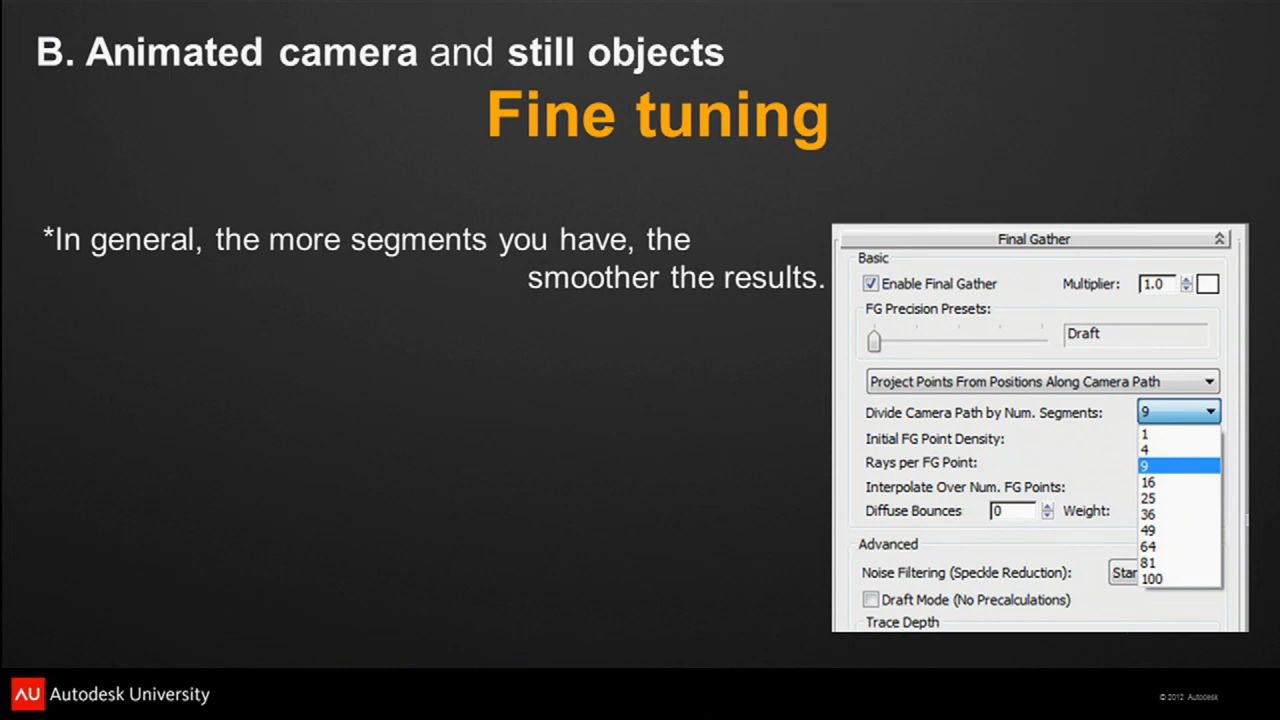 B. Animated camera and still objects
Fine tuning
*In general, the more segments you have, the
smoother the results.
Final Gather
Basic
Enable Final Gather Multiplier: 1.0
FG Precision Presets:
Draft
Project Points From Positions Along Camera Path
Divide Camera Path by Num. Segments: 9
1
Initial FG Point Density:
4
9
Rays per FG Point:
16
Interpolate Over Num. FG Points:
25
Diffuse Bounces 0 Weight:
36
49
Advanced
64
81
Noise Filtering (Speckle Reduction): Star
100
Draft Mode (No Precalculations)
Trace Depth
AU Autodesk University
© 2012 Autodesk